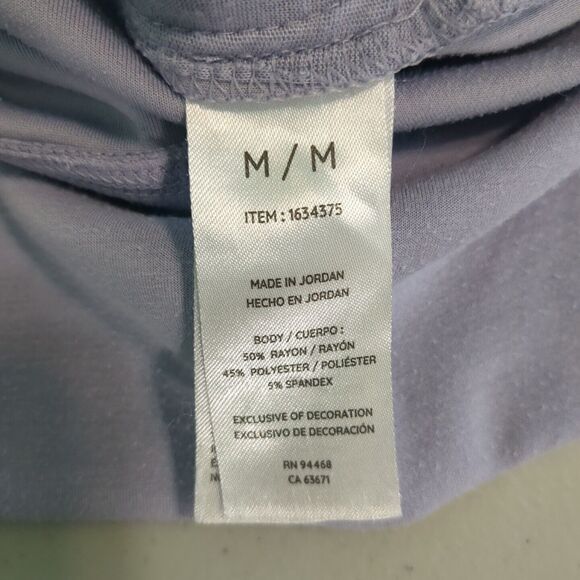 M / M
ITEM : 1634375
MADE IN JORDAN
HECHO EN JORDAN
BODY / CUERPO :
50% RAYON / RAYÓN
45% POLYESTER / POLIÉSTER
5% SPANDEX
EXCLUSIVE OF DECORATION
EXCLUSIVO DE DECORACIÓN
RN 94468
CA 63671